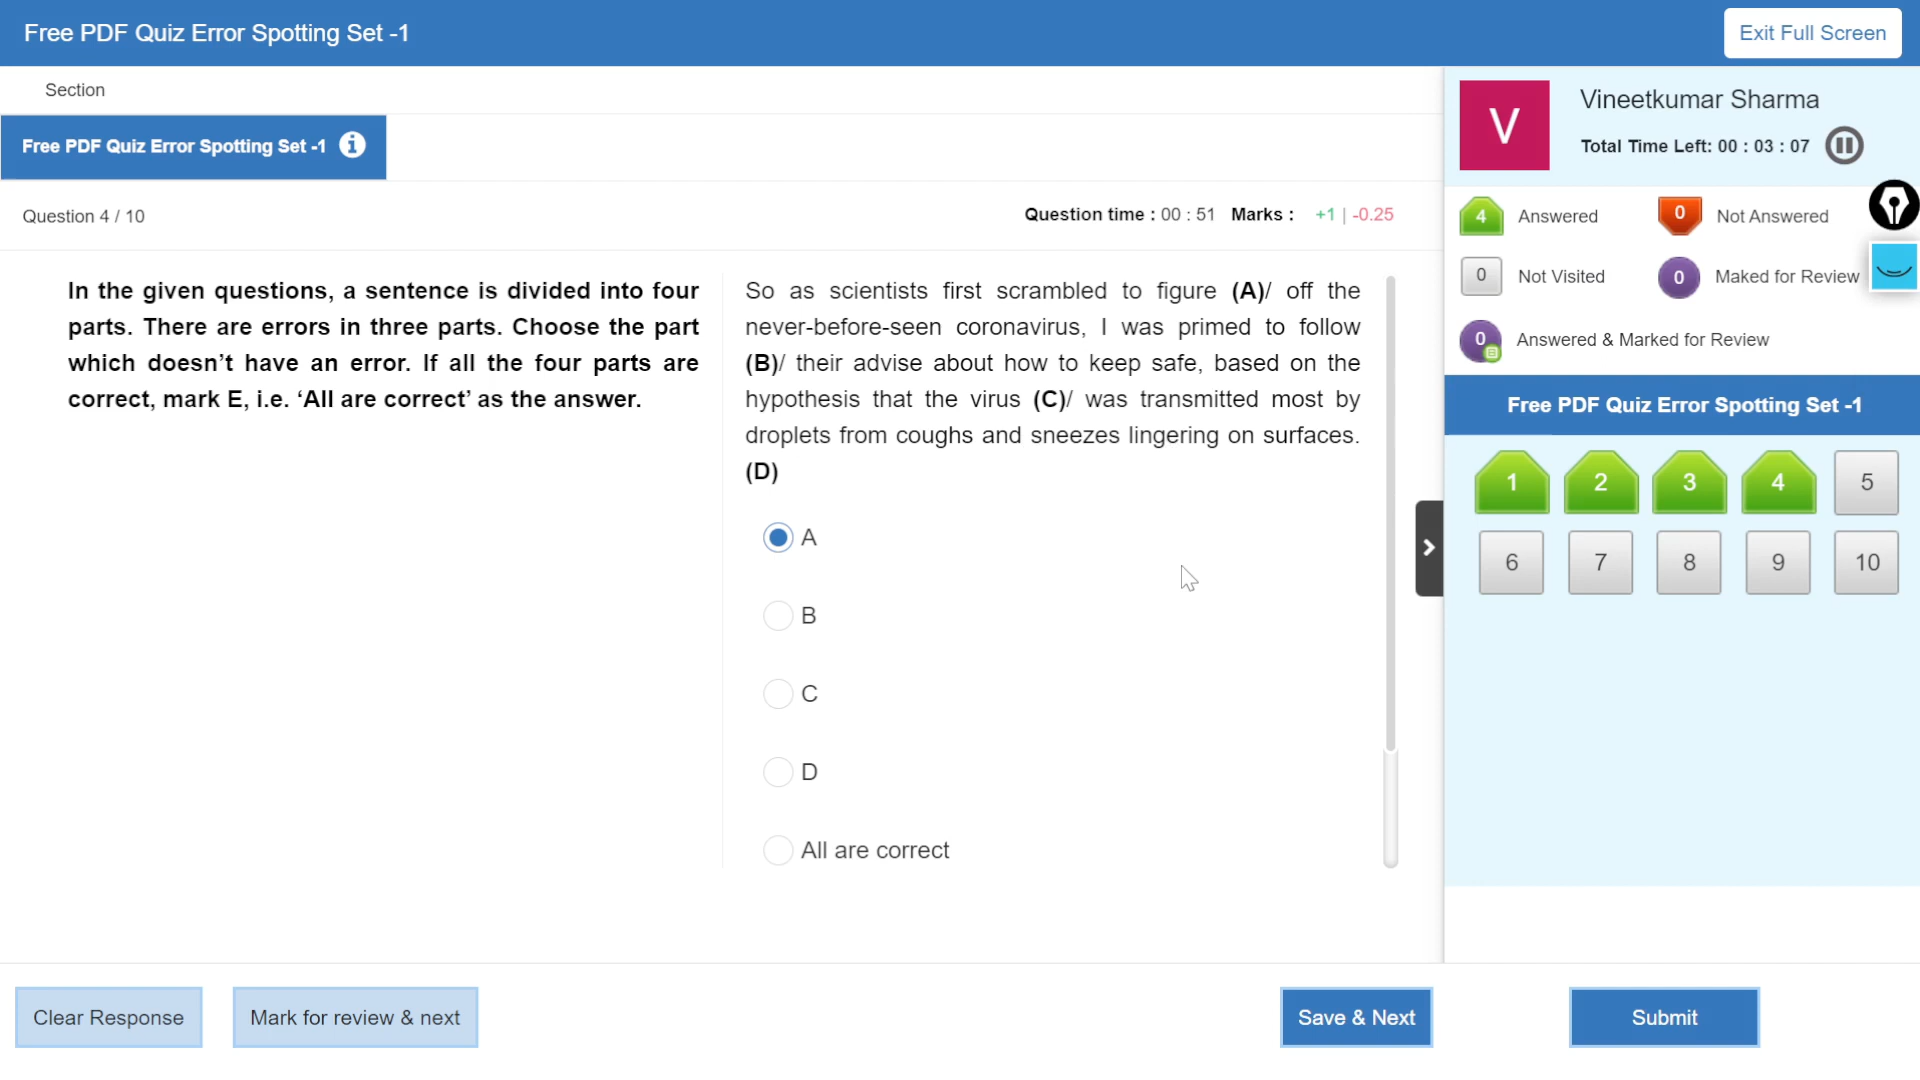 Free PDF Quiz Error Spotting Set -1
Exit Full Screen
Section
Free PDF Quiz Error Spotting Set -1
Question 4 / 10
Question time : 00 : 51 Marks : +1 | -0.25
In the given questions, a sentence is divided into four
parts. There are errors in three parts. Choose the part
which doesn’t have an error. If all the four parts are
correct, mark E, i.e. ‘All are correct’ as the answer.
So as scientists first scrambled to figure (A)/ off the
never-before-seen coronavirus, I was primed to follow
(B)/ their advise about how to keep safe, based on the
hypothesis that the virus (C)/ was transmitted most by
droplets from coughs and sneezes lingering on surfaces.
(D)
A
B
C
D
All are correct
Clear Response
Mark for review & next
Save & Next
V
Vineetkumar Sharma
Total Time Left: 00 : 03 : 07
4 Answered
0 Not Answered
0 Not Visited
0 Maked for Review
0 Answered & Marked for Review
Free PDF Quiz Error Spotting Set -1
1 2 3 4 5
6 7 8 9 10
Submit